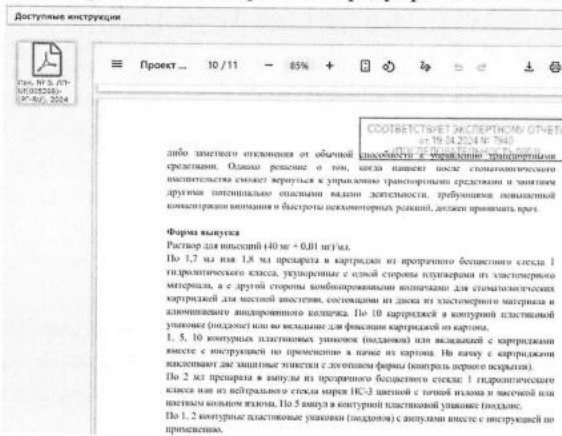 Доступные инструкции
Проект ...
10 / 11
— 85% +
СООТВЕТСТВУЕТ ЭКСПЕРТНОМУ ОТЧЕТУ
от 19.04.2024 № 7940
либо заметного отклонения от обычной способности к управлению транспортными
средствами. Однако решение о том, когда пациент после стоматологического
вмешательства сможет вернуться к управлению транспортными средствами и занятиям
другими потенциально опасными видами деятельности, требующими повышенной
концентрации внимания и быстроты психомоторных реакций, должен принимать врач.
Форма выпуска
Раствор для инъекций (40 мг + 0,01 мг)/мл.
По 1,7 мл или 1,8 мл препарата в картридж из прозрачного бесцветного стекла 1
гидролитического класса, укупоренные с одной стороны плунжерами из эластомерного
материала, а с другой стороны комбинированными колпачками для стоматологических
картриджей для местной анестезии, состоящими из диска из эластомерного материала и
алюминиевого анодированного колпачка. По 10 картриджей в контурной пластиковой
упаковке (поддоне) или во вкладыше для фиксации картриджей из картона.
1, 5, 10 контурных пластиковых упаковок (поддонов) или вкладышей с картриджами
вместе с инструкцией по применению в пачке из картона. На пачку с картриджами
наклеивают две защитные этикетки с логотипом фирмы (контроль первого вскрытия).
По 2 мл препарата в ампулы из прозрачного бесцветного стекла: 1 гидролитического
класса или из нейтрального стекла марки НС-3 цветной с точкой излома и насечкой или
цветным кольцом излома. По 5 ампул в контурной пластиковой упаковке (поддоне.
По 1, 2 контурные пластиковые упаковки (поддонов) с ампулами вместе с инструкцией по
применению.